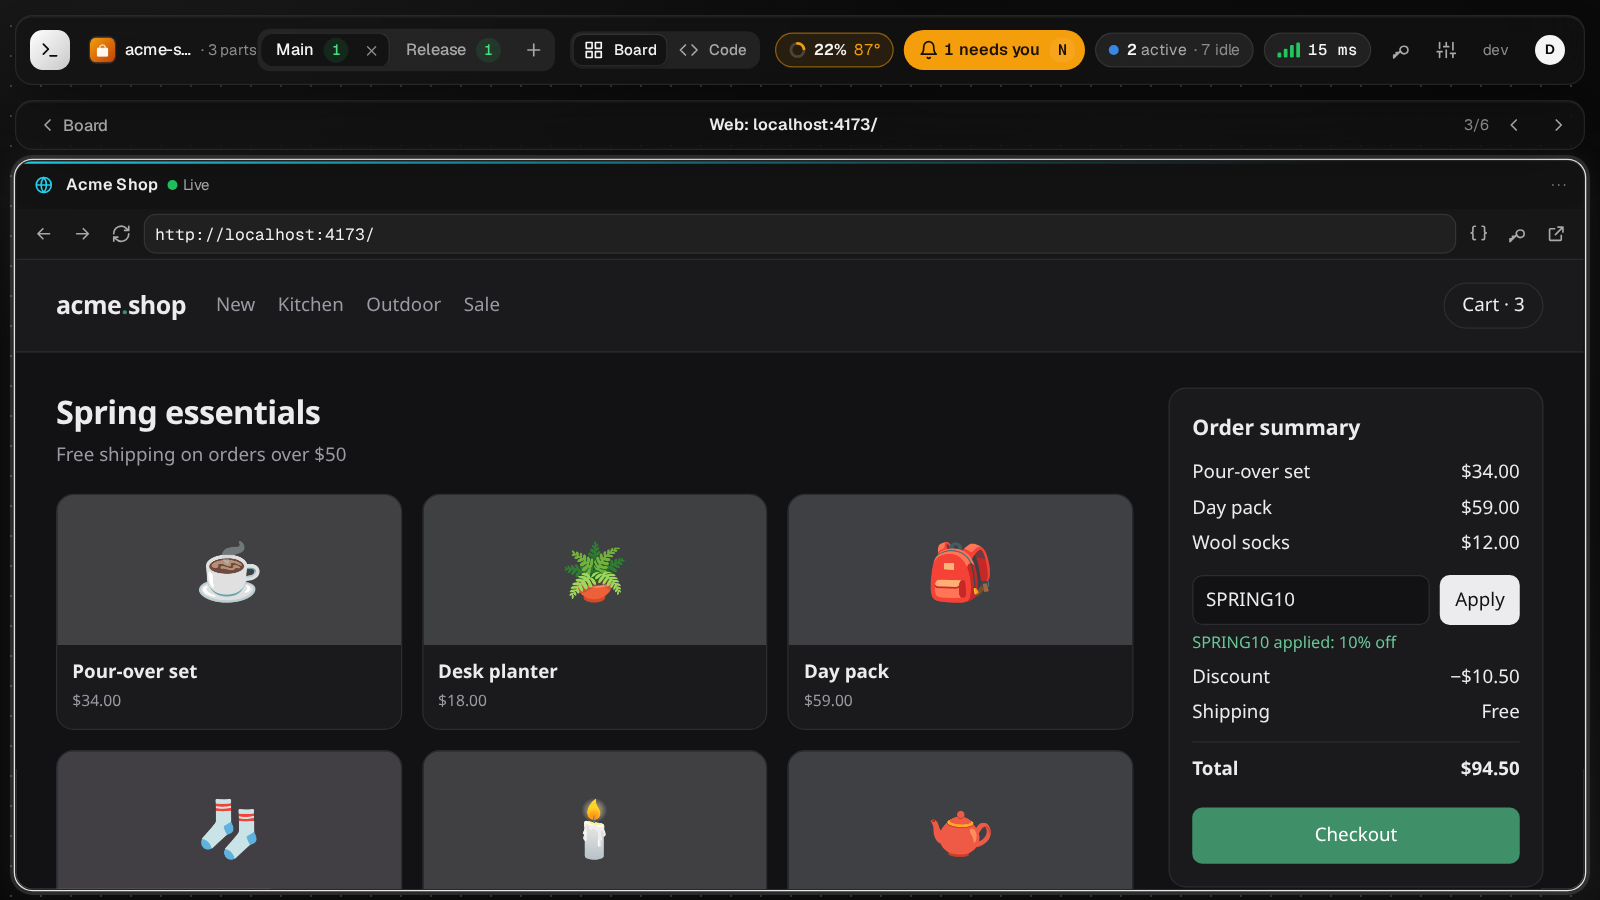 acme-s... · 3 parts Main 1 Release 1 Board Code 22% 87° 1 needs you N 2 active · 7 idle 15 ms dev D
Board Web: localhost:4173/ 3/6
Acme Shop Live ...
http://localhost:4173/ {}
acme.shop New Kitchen Outdoor Sale Cart · 3
Spring essentials
Free shipping on orders over $50
Pour-over set
$34.00
Desk planter
$18.00
Day pack
$59.00
Order summary
Pour-over set $34.00
Day pack $59.00
Wool socks $12.00
SPRING10 Apply
SPRING10 applied: 10% off
Discount −$10.50
Shipping Free
Total $94.50
Checkout